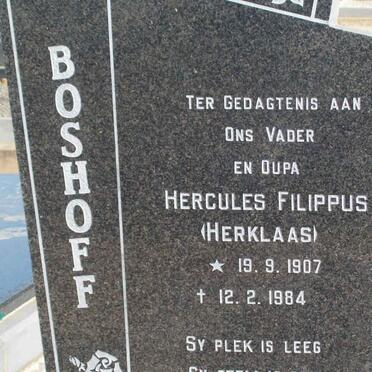 BOSHOFF
TER GEDAGTENIS AAN
ONS VADER
EN OUPA
HERCULES FILIPPUS
(HERKLAAS)
★ 19.9.1907
† 12.2.1984
SY PLEK IS LEEG